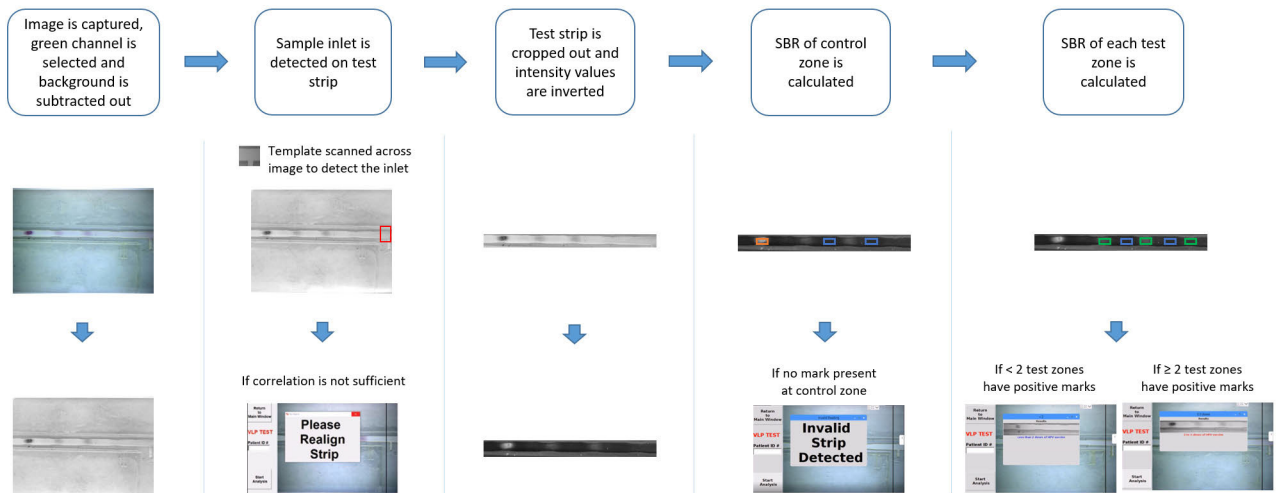 Image is captured,
green channel is
selected and
background is
subtracted out
Sample inlet is
detected on test
strip
Test strip is
cropped out and
intensity values
are inverted
SBR of control
zone is
calculated
SBR of each test
zone is
calculated
Template scanned across
image to detect the inlet
If correlation is not sufficient
If no mark present
at control zone
If < 2 test zones
have positive marks
If ≥ 2 test zones
have positive marks
Return
to
Main Window
VLP TEST
Patient ID #
Start
Analysis
Please
Realign
Strip
Return
to
Main Window
VLP TEST
Patient ID #
Start
Analysis
Invalid
Strip
Detected
Return
to
Main Window
VLP TEST
Patient ID #
Start
Analysis
Results
Return
to
Main Window
VLP TEST
Patient ID #
Start
Analysis
Results